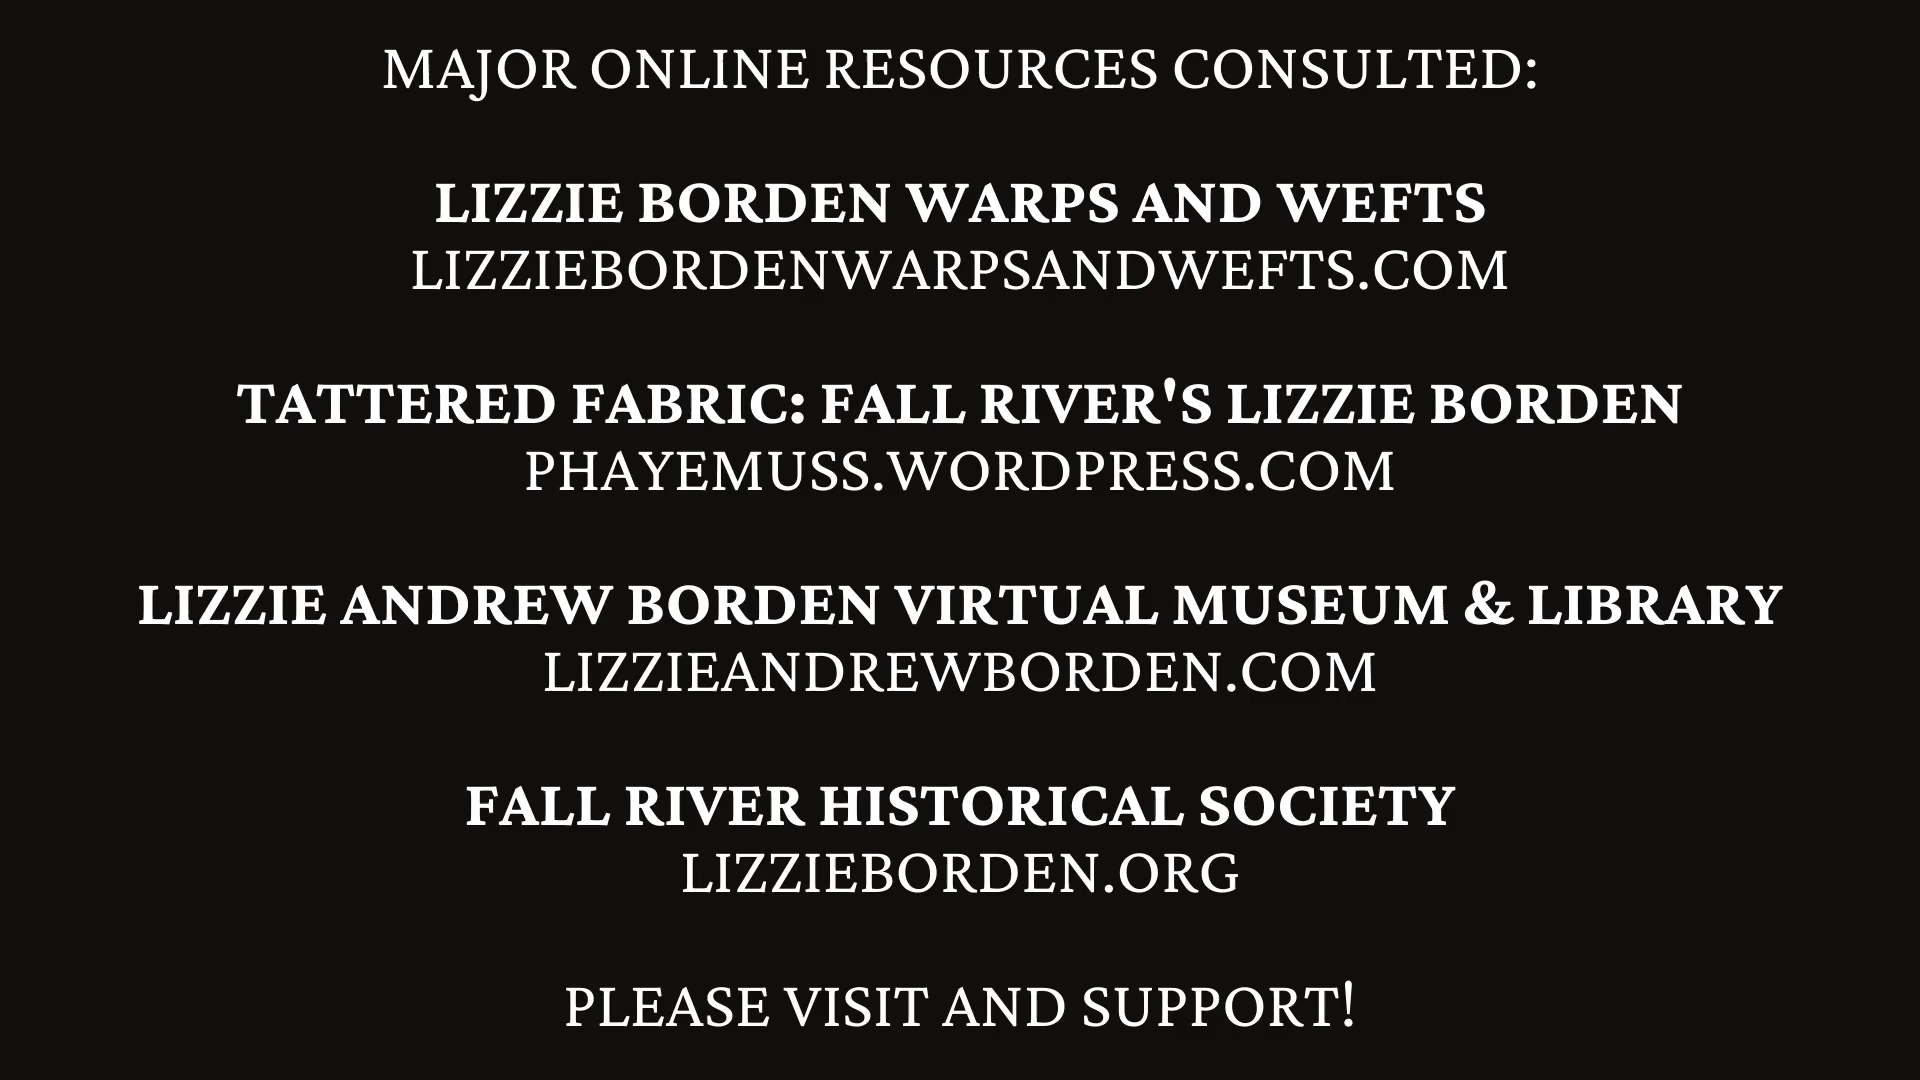 MAJOR ONLINE RESOURCES CONSULTED:
LIZZIE BORDEN WARPS AND WEFTS
LIZZIEBORDENWARPSANDWEFTS.COM
TATTERED FABRIC: FALL RIVER'S LIZZIE BORDEN
PHAYEMUSS.WORDPRESS.COM
LIZZIE ANDREW BORDEN VIRTUAL MUSEUM & LIBRARY
LIZZIEANDREWBORDEN.COM
FALL RIVER HISTORICAL SOCIETY
LIZZIEBORDEN.ORG
PLEASE VISIT AND SUPPORT!